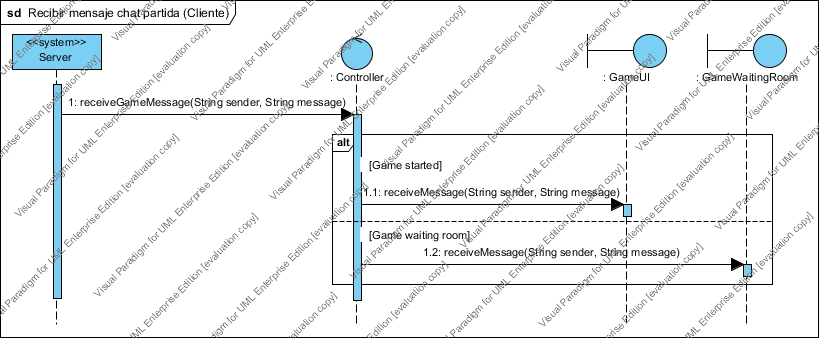 sd Recibir mensaje chat partida (Cliente)
<<system>>
Server
: Controller
: GameUI
: GameWaitingRoom
1: receiveGameMessage(String sender, String message)
alt
[Game started]
1.1: receiveMessage(String sender, String message)
[Game waiting room]
1.2: receiveMessage(String sender, String message)
Visual Paradigm for UML Enterprise Edition [evaluation copy]